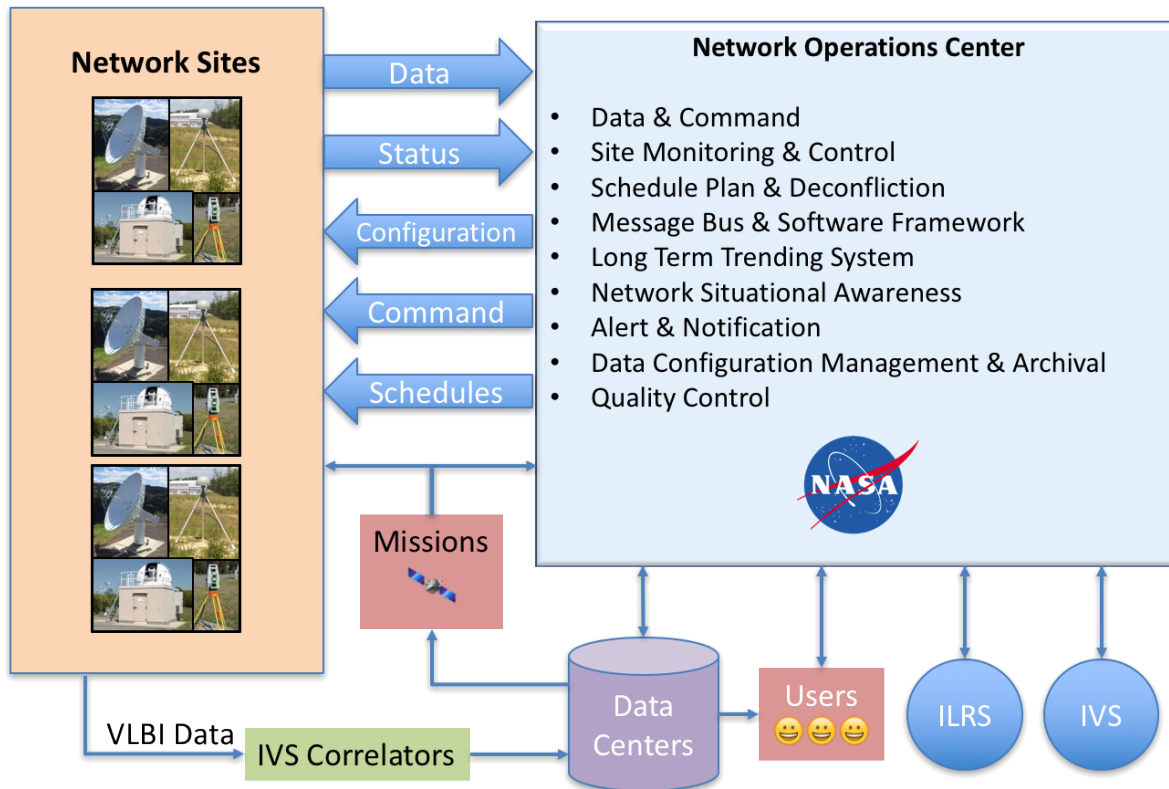 Network Sites
Data
Status
Configuration
Command
Schedules
Network Operations Center
• Data & Command
• Site Monitoring & Control
• Schedule Plan & Deconfliction
• Message Bus & Software Framework
• Long Term Trending System
• Network Situational Awareness
• Alert & Notification
• Data Configuration Management & Archival
• Quality Control
NASA
Missions
VLBI Data
IVS Correlators
Data
Centers
Users
ILRS
IVS